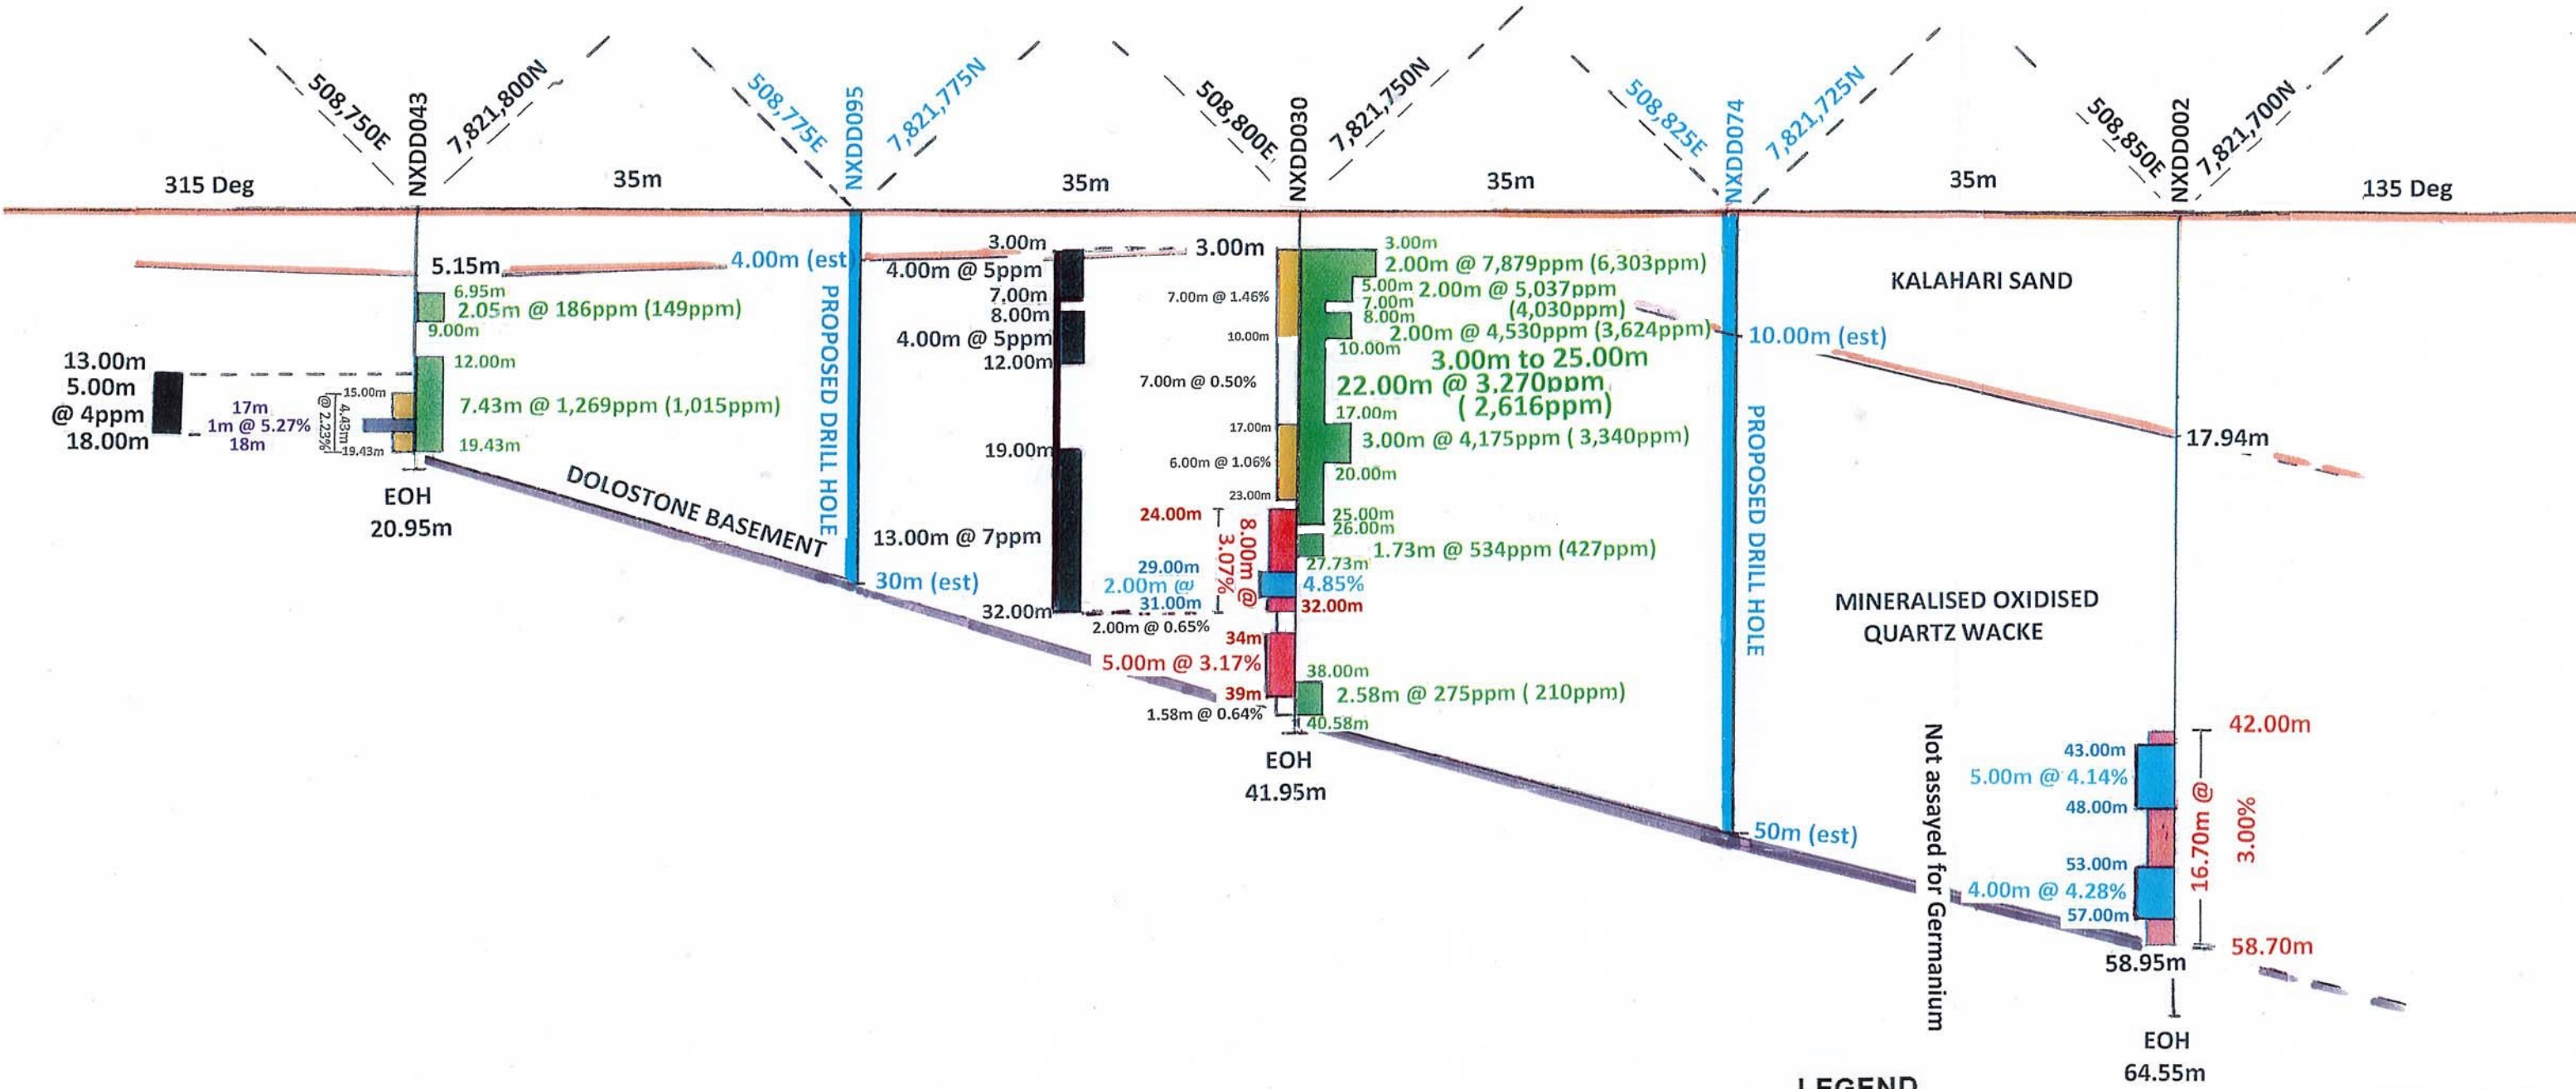 508,750E
NXDD043
7,821,800N
508,775E
NXDD095
7,821,775N
508,800E
NXDD030
7,821,750N
508,825E
NXDD074
7,821,725N
508,850E
NXDD002
7,821,700N
315 Deg
35m
35m
35m
35m
135 Deg
5.15m
6.95m
2.05m @ 186ppm (149ppm)
9.00m
12.00m
7.43m @ 1,269ppm (1,015ppm)
19.43m
13.00m
5.00m
@ 4ppm
18.00m
17m
1m @ 5.27%
18m
15.00m
4.43m
@ 2.23%
19.43m
EOH
20.95m
DOLOSTONE BASEMENT
4.00m (est)
PROPOSED DRILL HOLE
30m (est)
3.00m
4.00m @ 5ppm
7.00m
8.00m
4.00m @ 5ppm
12.00m
19.00m
13.00m @ 7ppm
32.00m
3.00m
7.00m @ 1.46%
10.00m
7.00m @ 0.50%
17.00m
6.00m @ 1.06%
23.00m
24.00m
8.00m @
3.07%
29.00m
2.00m @
4.85%
31.00m
32.00m
2.00m @ 0.65%
34m
5.00m @ 3.17%
39m
1.58m @ 0.64%
3.00m
2.00m @ 7,879ppm (6,303ppm)
5.00m
2.00m @ 5,037ppm
7.00m
(4,030ppm)
8.00m
2.00m @ 4,530ppm (3,624ppm)
10.00m
3.00m to 25.00m
22.00m @ 3,270ppm
( 2,616ppm)
17.00m
3.00m @ 4,175ppm ( 3,340ppm)
20.00m
25.00m
26.00m
1.73m @ 534ppm (427ppm)
27.73m
38.00m
2.58m @ 275ppm ( 210ppm)
40.58m
EOH
41.95m
10.00m (est)
PROPOSED DRILL HOLE
50m (est)
KALAHARI SAND
17.94m
MINERALISED OXIDISED
QUARTZ WACKE
Not assayed for Germanium
42.00m
43.00m
5.00m @ 4.14%
48.00m
16.70m @
3.00%
53.00m
4.00m @ 4.28%
57.00m
58.70m
58.95m
EOH
64.55m
LEGEND